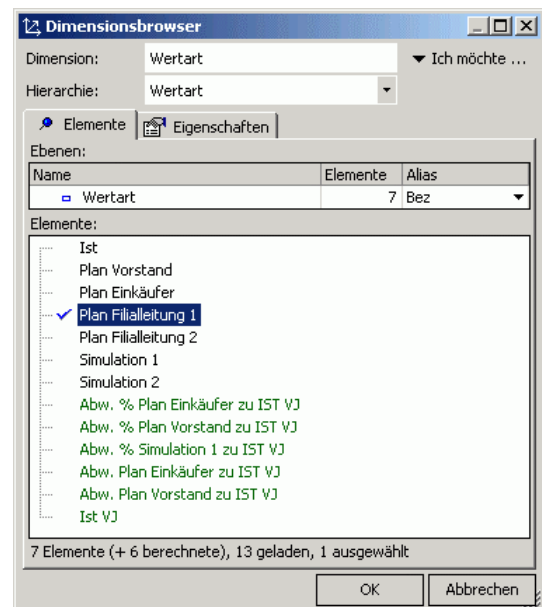 Dimensionsbrowser
Dimension: Wertart Ich möchte ...
Hierarchie: Wertart
Elemente Eigenschaften
Ebenen:
Name Elemente Alias
Wertart 7 Bez
Elemente:
Ist
Plan Vorstand
Plan Einkäufer
Plan Filialleitung 1
Plan Filialleitung 2
Simulation 1
Simulation 2
Abw. % Plan Einkäufer zu IST VJ
Abw. % Plan Vorstand zu IST VJ
Abw. % Simulation 1 zu IST VJ
Abw. Plan Einkäufer zu IST VJ
Abw. Plan Vorstand zu IST VJ
Ist VJ
7 Elemente (+ 6 berechnete), 13 geladen, 1 ausgewählt
OK Abbrechen